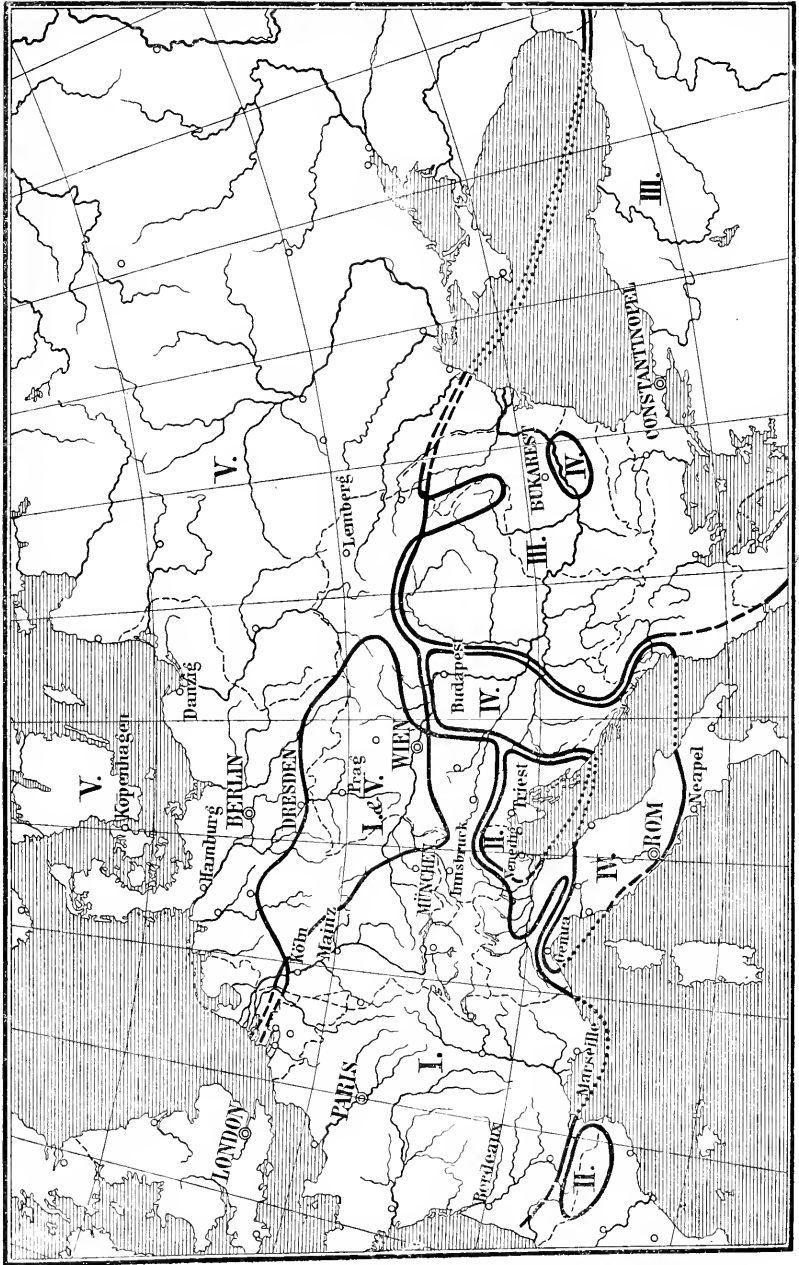 V.
Kopenhagen
Danzig
Hamburg
BERLIN
DRESDEN
LONDON
Köln
Mainz
Prag
I.&V.
Lemberg
V.
PARIS
I.
WIEN
MÜNCHEN
Innsbruck
Budapest
IV.
Bordeaux
Marseille
II.
Genua
Venedig
Triest
II.
IV.
ROM
Neapel
III.
BUKAREST
IV.
CONSTANTINOPEL
III.